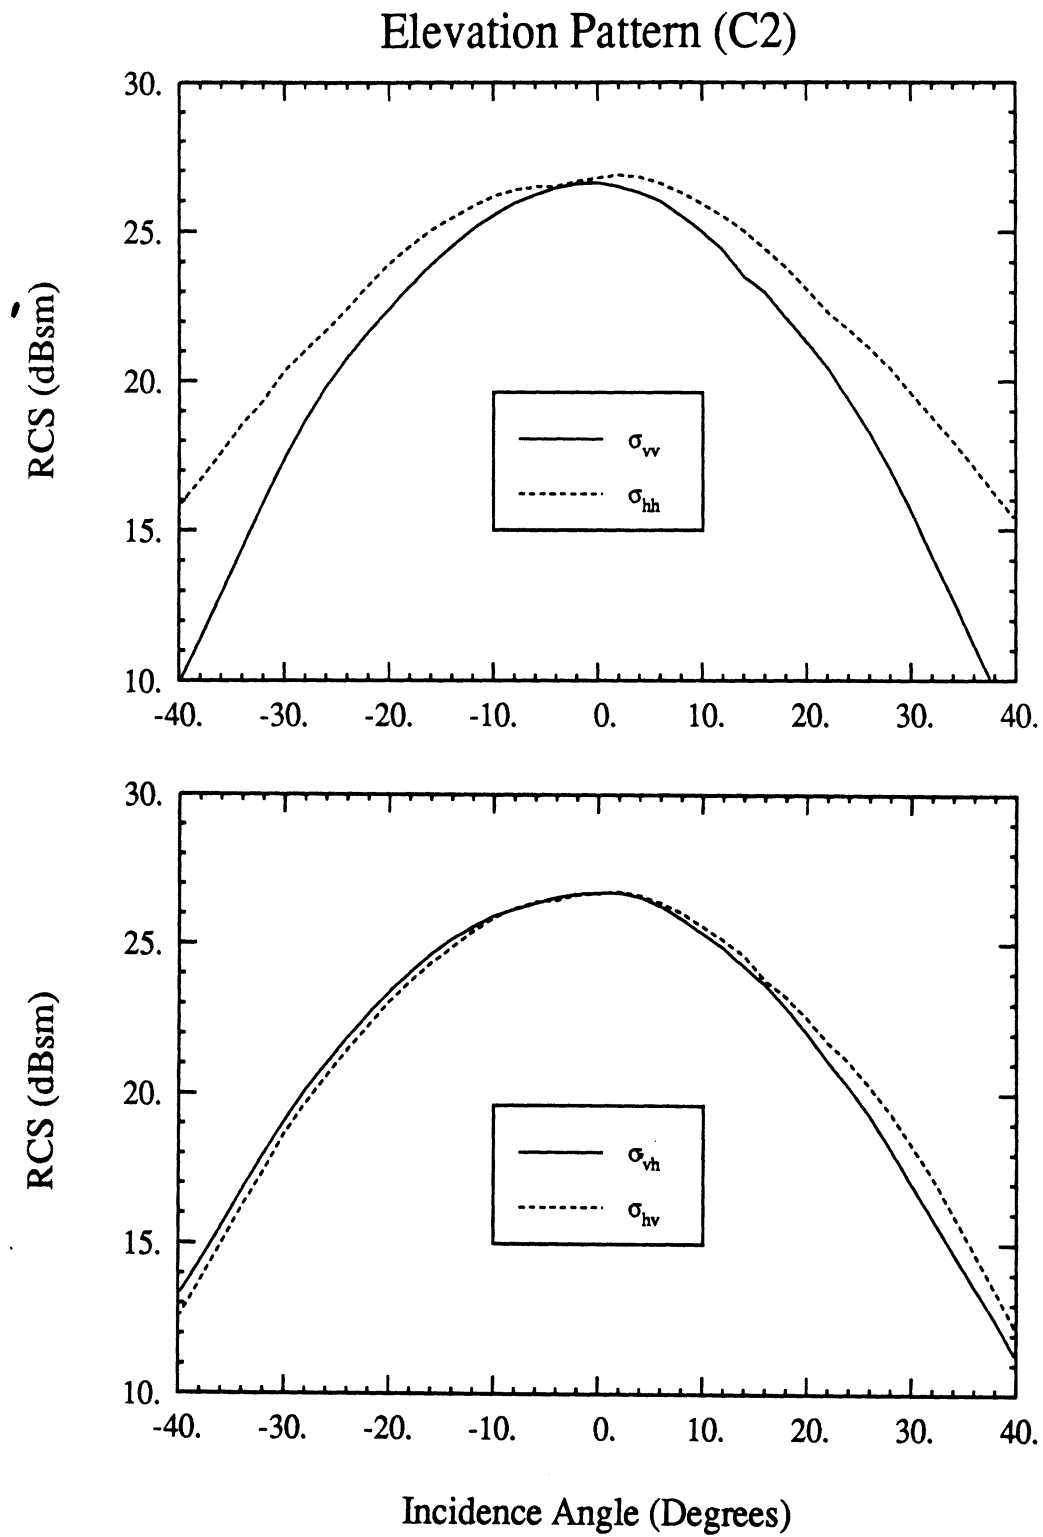 Elevation Pattern (C2)
30.
25.
20.
15.
10.
RCS (dBsm)
σvv
σhh
-40. -30. -20. -10. 0. 10. 20. 30. 40.
30.
25.
20.
15.
10.
RCS (dBsm)
σvh
σhv
-40. -30. -20. -10. 0. 10. 20. 30. 40.
Incidence Angle (Degrees)